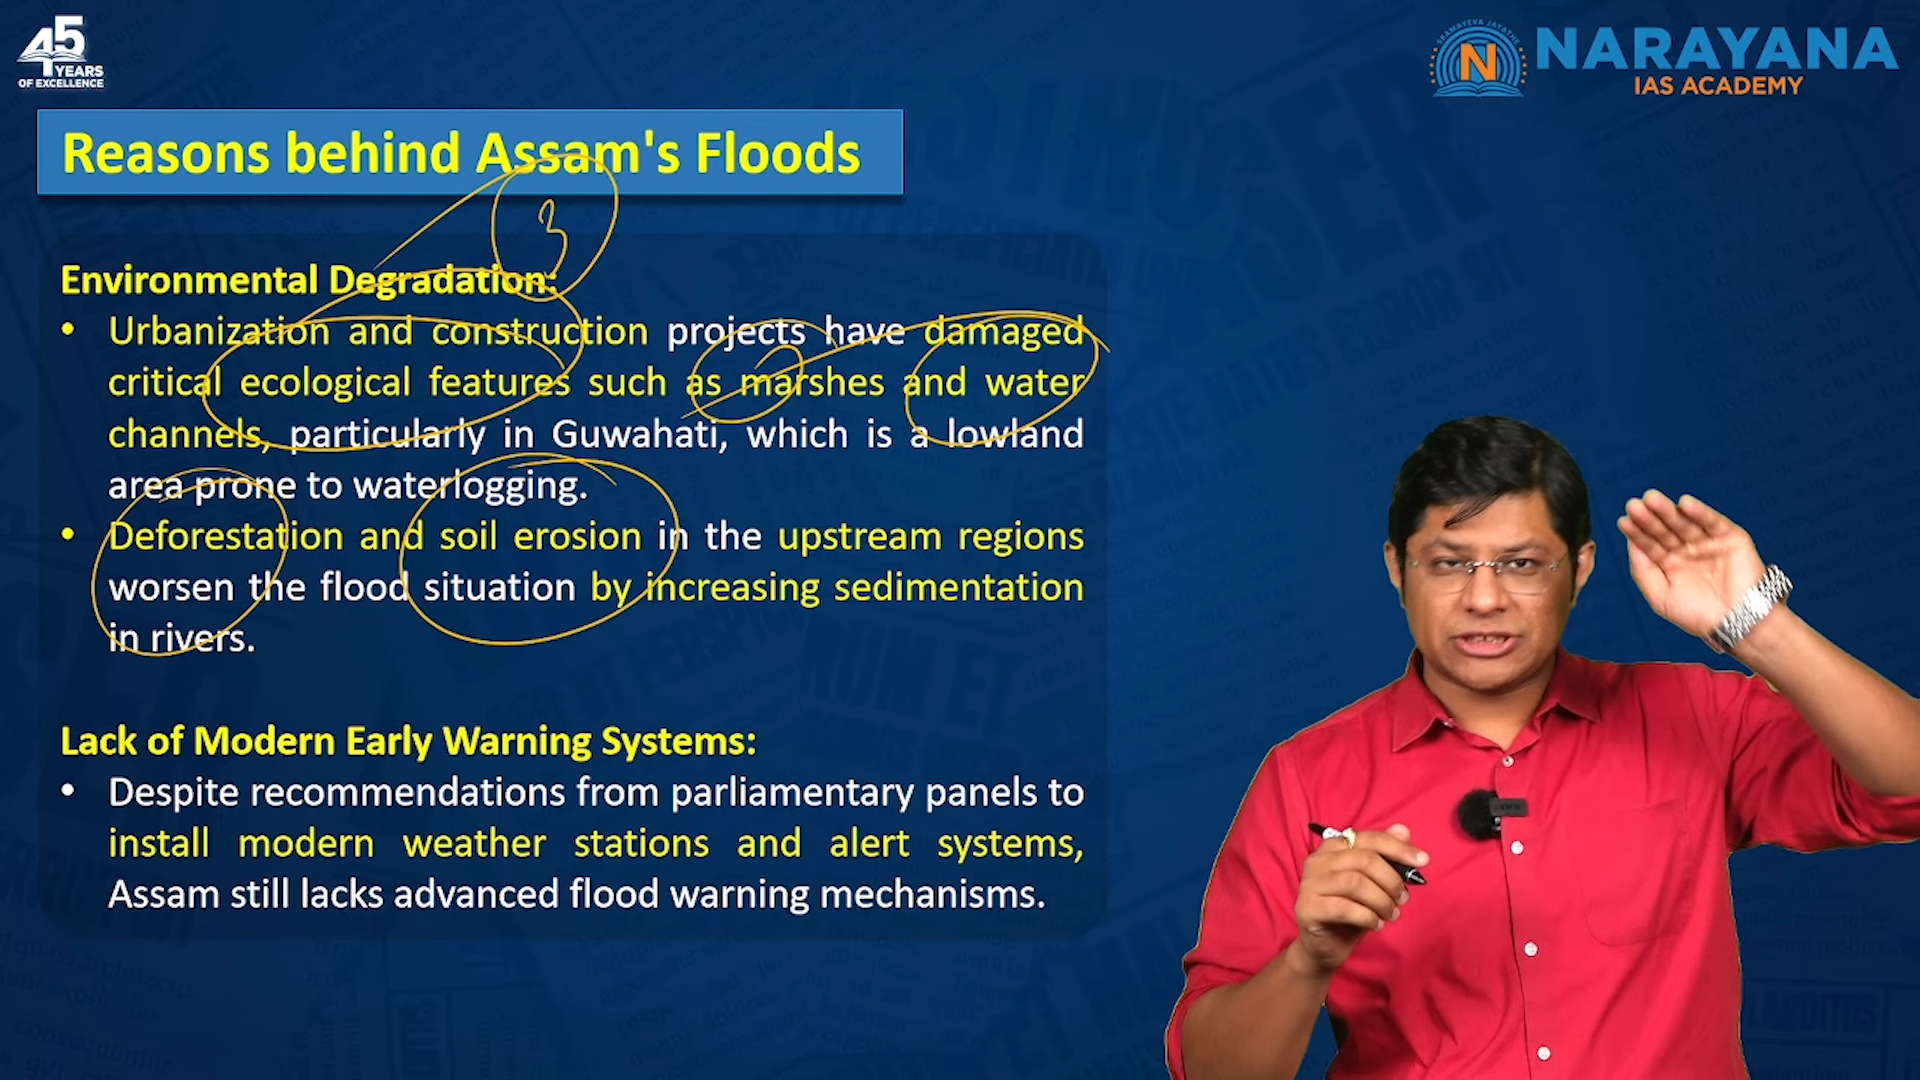 45
YEARS
OF EXCELLENCE
NARAYANA
IAS ACADEMY
Reasons behind Assam's Floods
3
Environmental Degradation:
• Urbanization and construction projects have damaged
critical ecological features such as marshes and water
channels, particularly in Guwahati, which is a lowland
area prone to waterlogging.
• Deforestation and soil erosion in the upstream regions
worsen the flood situation by increasing sedimentation
in rivers.
Lack of Modern Early Warning Systems:
• Despite recommendations from parliamentary panels to
install modern weather stations and alert systems,
Assam still lacks advanced flood warning mechanisms.